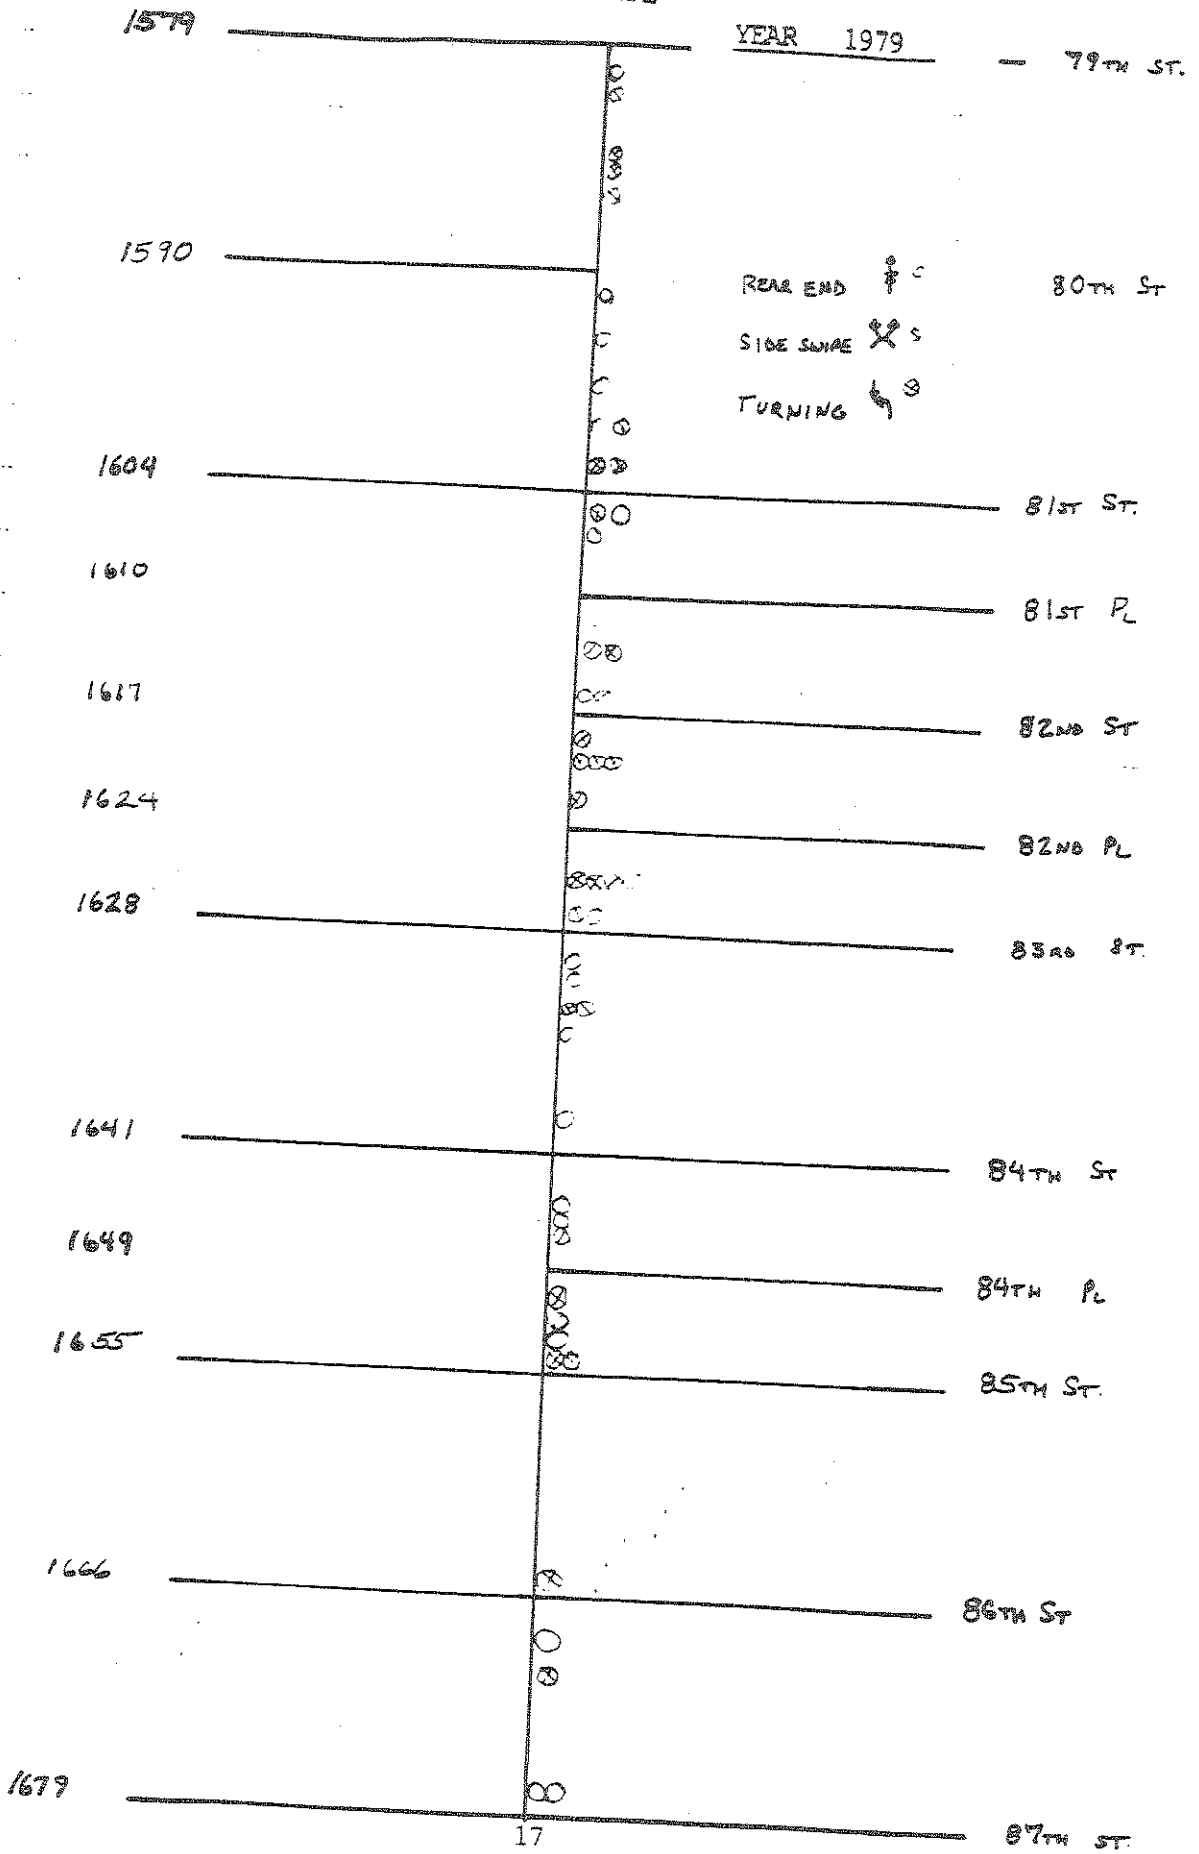 1579 YEAR 1979 — 79TH ST.
1590 REAR END C 80TH ST
SIDE SWIPE S
TURNING ⊗
1604 81ST ST.
1610 81ST PL
1617 82ND ST
1624 82ND PL
1628 83RD ST.
1641 84TH ST
1649 84TH PL
1655 85TH ST.
1666 86TH ST
1679 87TH ST.
17